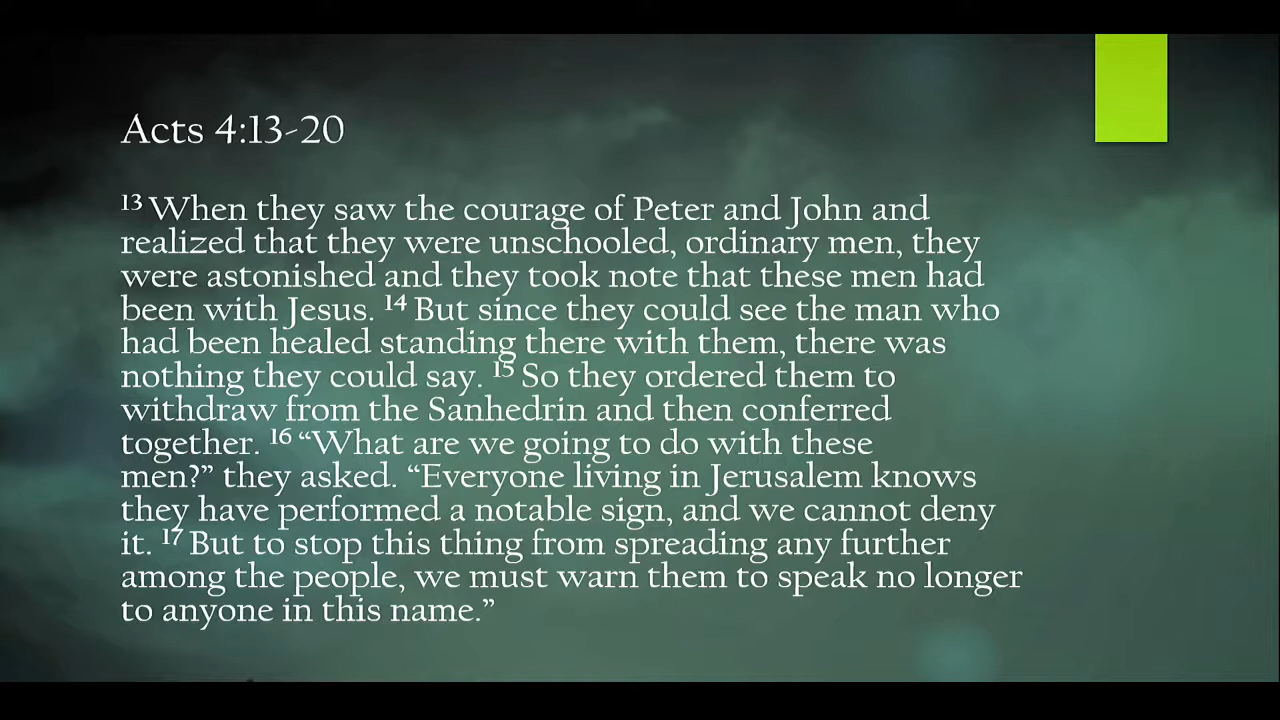 Acts 4:13-20
¹³ When they saw the courage of Peter and John and
realized that they were unschooled, ordinary men, they
were astonished and they took note that these men had
been with Jesus. ¹⁴ But since they could see the man who
had been healed standing there with them, there was
nothing they could say. ¹⁵ So they ordered them to
withdraw from the Sanhedrin and then conferred
together. ¹⁶ “What are we going to do with these
men?” they asked. “Everyone living in Jerusalem knows
they have performed a notable sign, and we cannot deny
it. ¹⁷ But to stop this thing from spreading any further
among the people, we must warn them to speak no longer
to anyone in this name.”